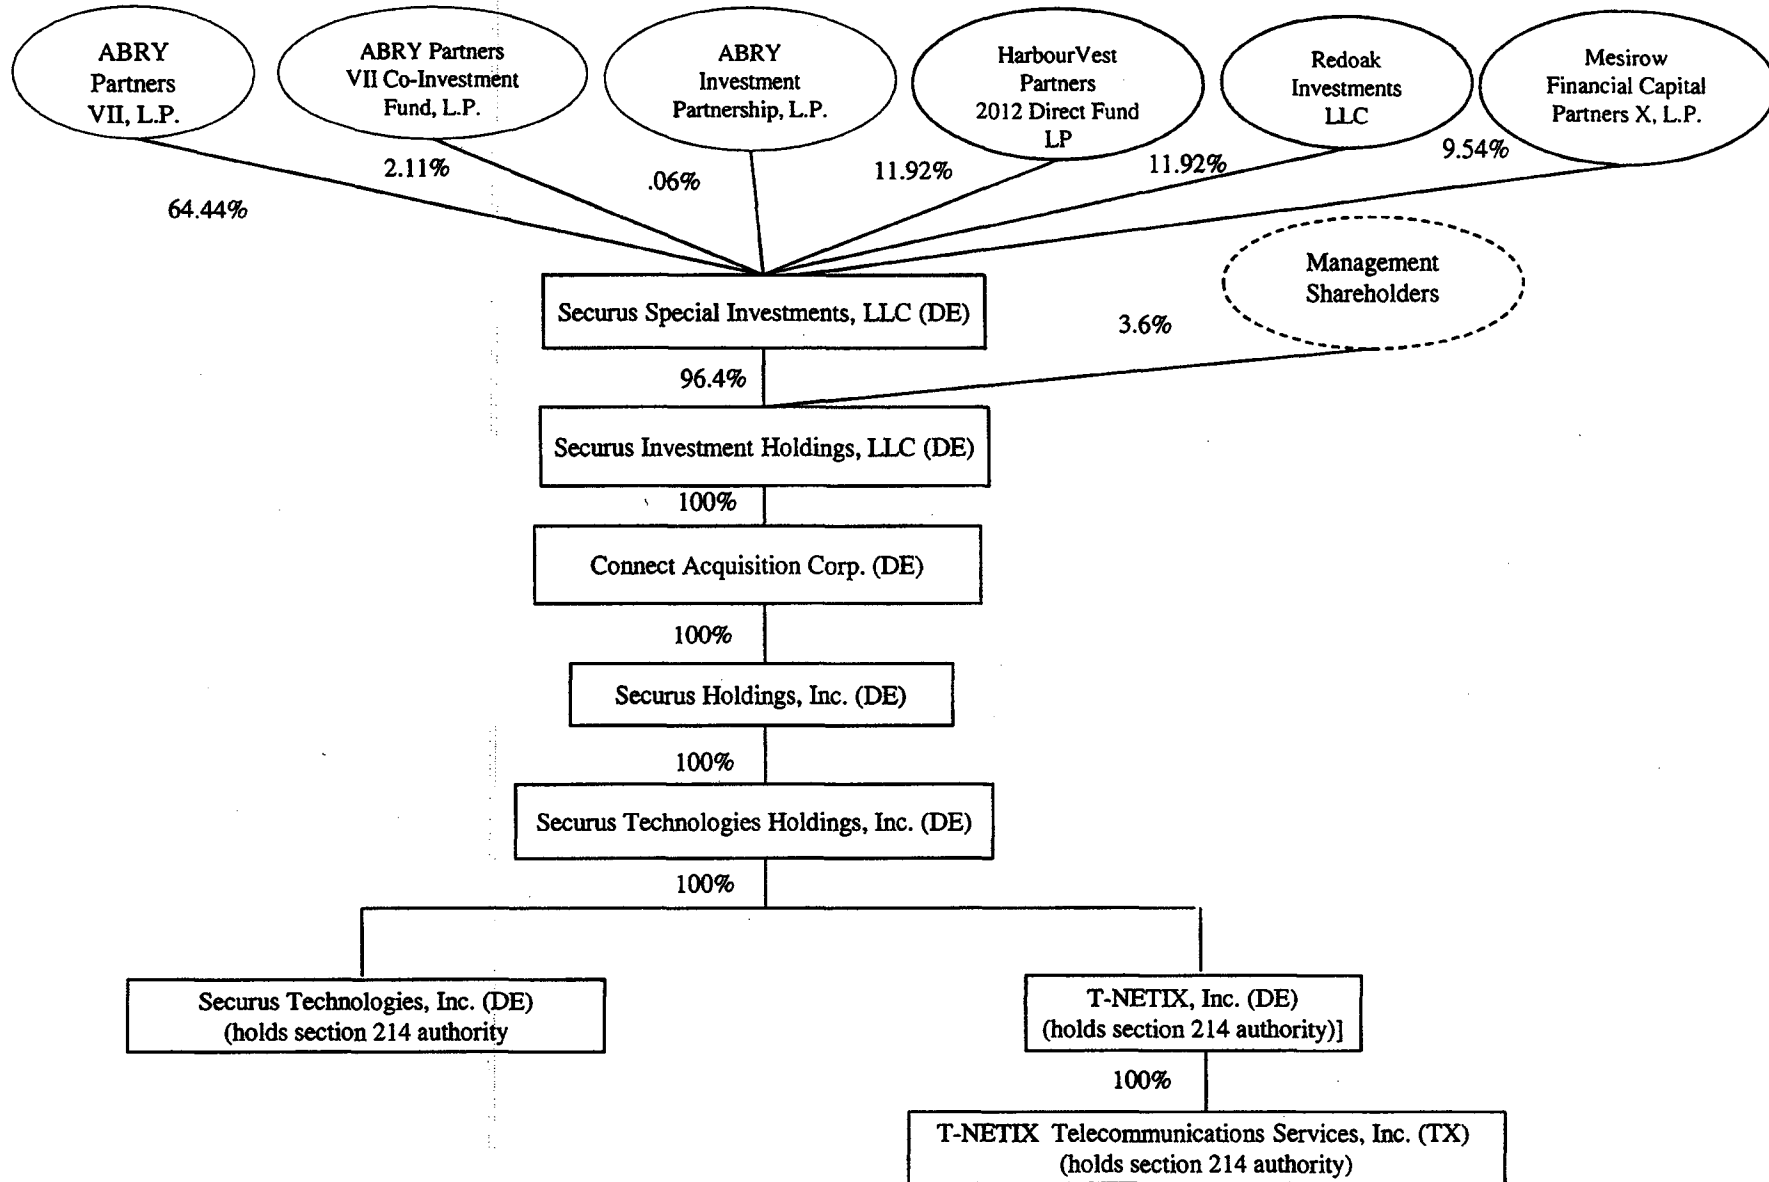 ABRY
Partners
VII, L.P.
ABRY Partners
VII Co-Investment
Fund, L.P.
ABRY
Investment
Partnership, L.P.
HarbourVest
Partners
2012 Direct Fund
LP
Redoak
Investments
LLC
Mesirow
Financial Capital
Partners X, L.P.
64.44%
2.11%
.06%
11.92%
11.92%
9.54%
Management
Shareholders
Securus Special Investments, LLC (DE)
3.6%
96.4%
Securus Investment Holdings, LLC (DE)
100%
Connect Acquisition Corp. (DE)
100%
Securus Holdings, Inc. (DE)
100%
Securus Technologies Holdings, Inc. (DE)
100%
Securus Technologies, Inc. (DE)
(holds section 214 authority
T-NETIX, Inc. (DE)
(holds section 214 authority)]
100%
T-NETIX Telecommunications Services, Inc. (TX)
(holds section 214 authority)